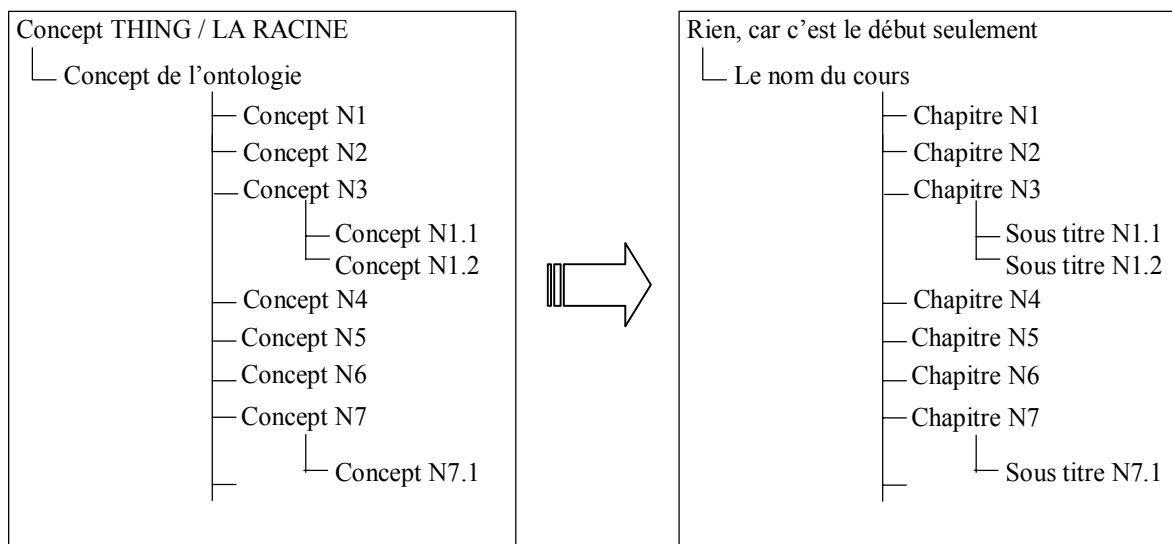 Concept THING / LA RACINE
Concept de l’ontologie
Concept N1
Concept N2
Concept N3
Concept N1.1
Concept N1.2
Concept N4
Concept N5
Concept N6
Concept N7
Concept N7.1
Rien, car c’est le début seulement
Le nom du cours
Chapitre N1
Chapitre N2
Chapitre N3
Sous titre N1.1
Sous titre N1.2
Chapitre N4
Chapitre N5
Chapitre N6
Chapitre N7
Sous titre N7.1